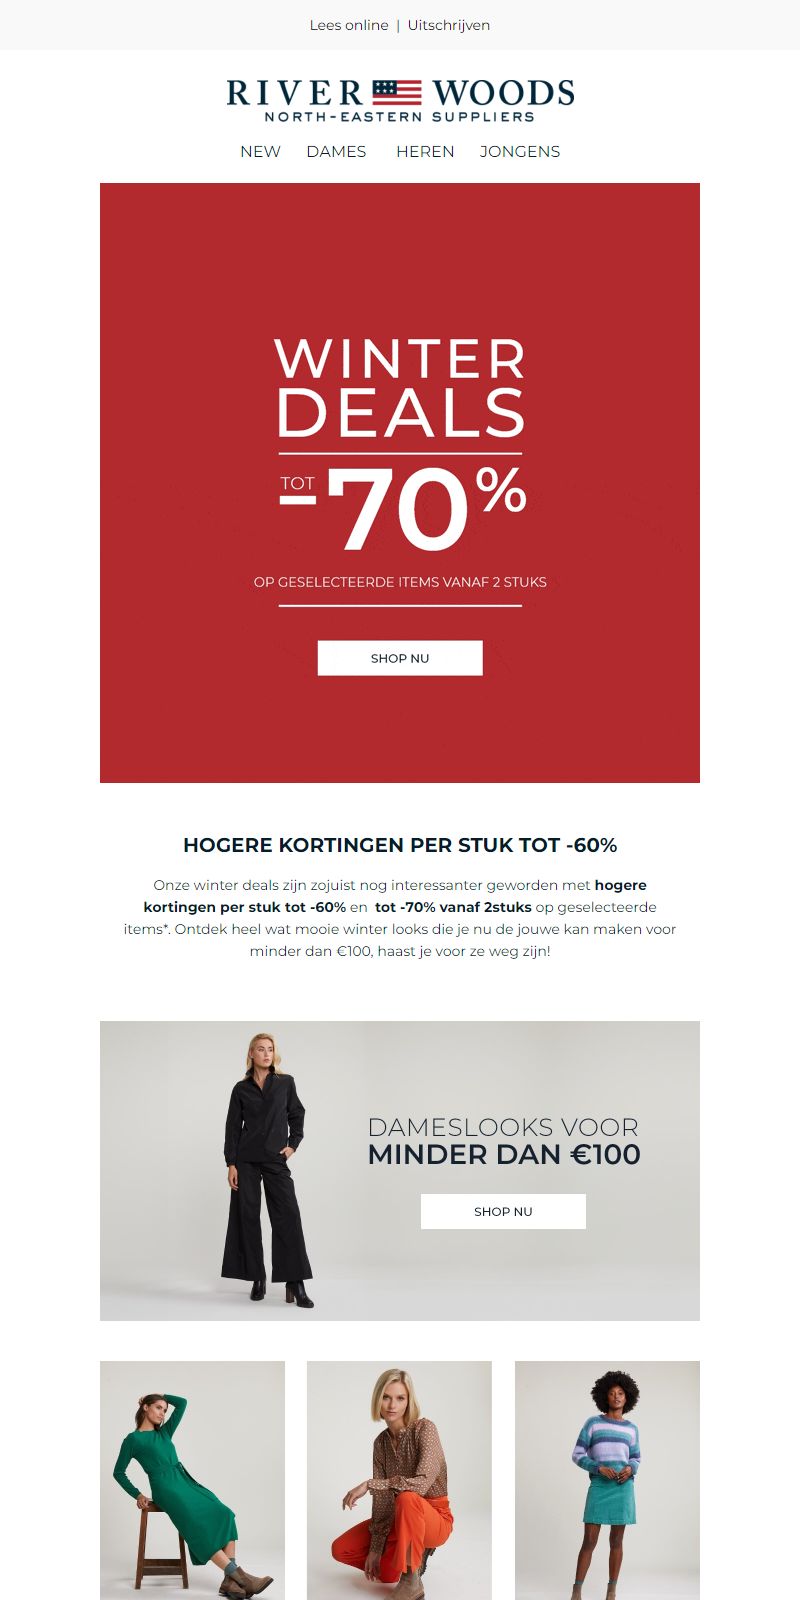 Lees online | Uitschrijven
RIVER WOODS
NORTH-EASTERN SUPPLIERS
NEW DAMES HEREN JONGENS
WINTER
DEALS
TOT
-70%
OP GESELECTEERDE ITEMS VANAF 2 STUKS
SHOP NU
HOGERE KORTINGEN PER STUK TOT -60%
Onze winter deals zijn zojuist nog interessanter geworden met hogere
kortingen per stuk tot -60% en tot -70% vanaf 2stuks op geselecteerde
items*. Ontdek heel wat mooie winter looks die je nu de jouwe kan maken voor
minder dan €100, haast je voor ze weg zijn!
DAMESLOOKS VOOR
MINDER DAN €100
SHOP NU